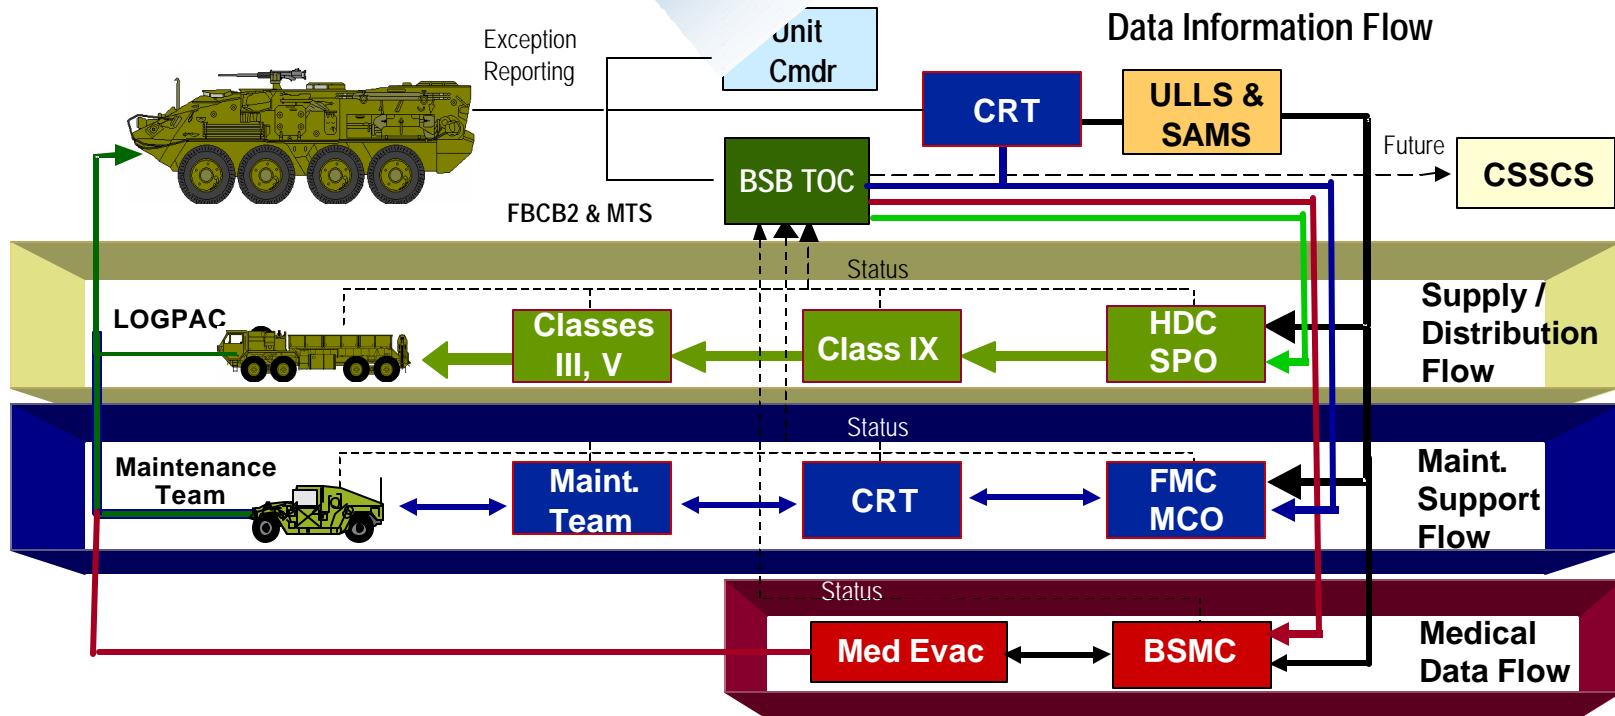 Data Information Flow
Exception
Reporting
Unit
Cmdr
CRT
ULLS &
SAMS
Future
CSSCS
BSB TOC
FBCB2 & MTS
Status
LOGPAC
Classes
III, V
Class IX
HDC
SPO
Supply /
Distribution
Flow
Status
Maintenance
Team
Maint.
Team
CRT
FMC
MCO
Maint.
Support
Flow
Status
Med Evac
BSMC
Medical
Data Flow